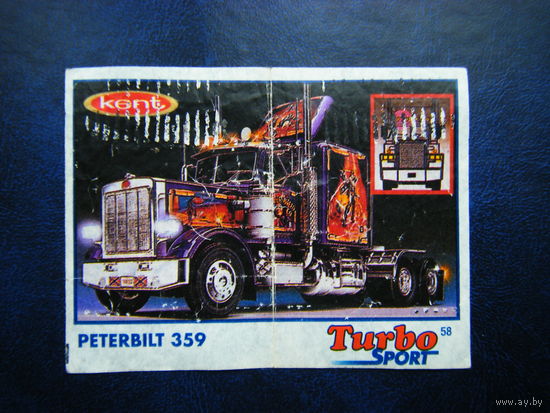 kent
PETERBILT 359
Turbo
SPORT
58
www.ay.by